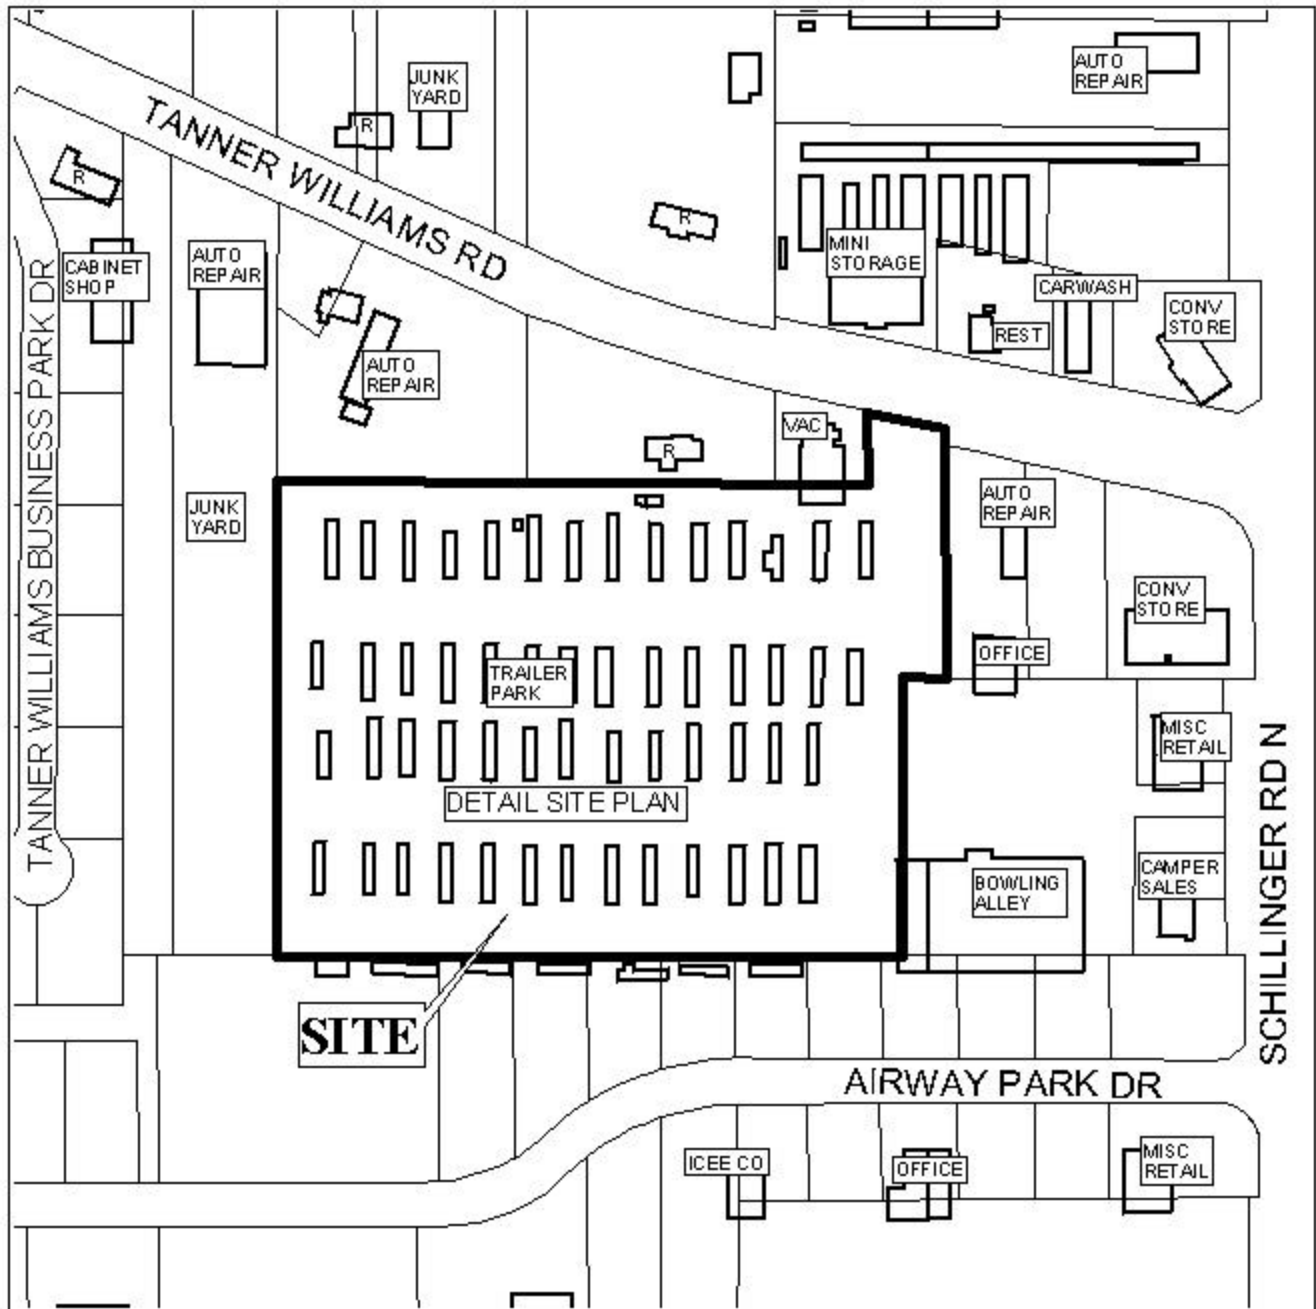 AUTO
REPAIR
JUNK
YARD
R
TANNER WILLIAMS RD
R
R
MINI
STORAGE
CABINET
SHOP
AUTO
REPAIR
CARWASH
CONV
STORE
REST
AUTO
REPAIR
VAC
R
JUNK
YARD
AUTO
REPAIR
TANNER WILLIAMS BUSINESS PARK DR
CONV
STORE
OFFICE
TRAILER
PARK
MISC
RETAIL
DETAIL SITE PLAN
CAMPER
SALES
BOWLING
ALLEY
SCHILLINGER RD N
SITE
AIRWAY PARK DR
ICEE CO
OFFICE
MISC
RETAIL